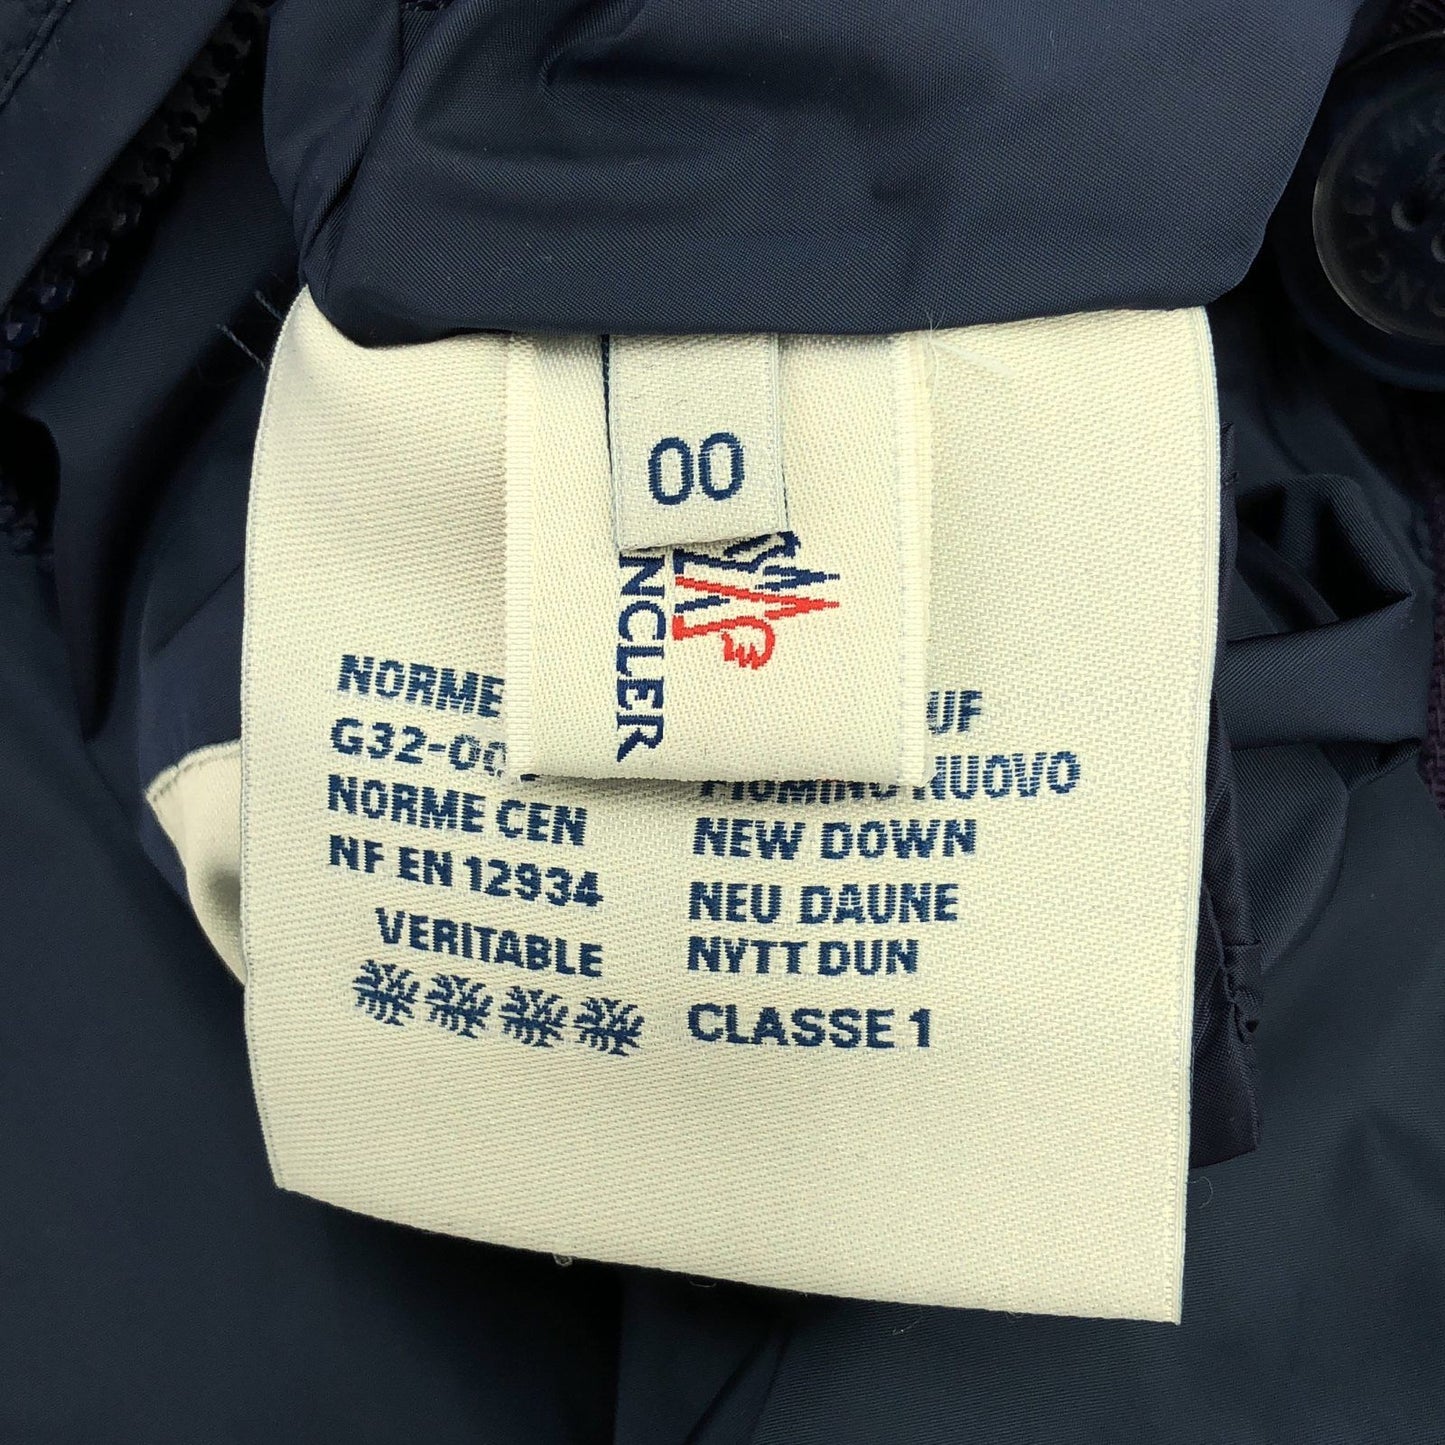 00
NCLER
NORME
G32-00
NORME CEN
NF EN 12934
VERITABLE
UF
NUOVO
NEW DOWN
NEU DAUNE
NYTT DUN
CLASSE 1